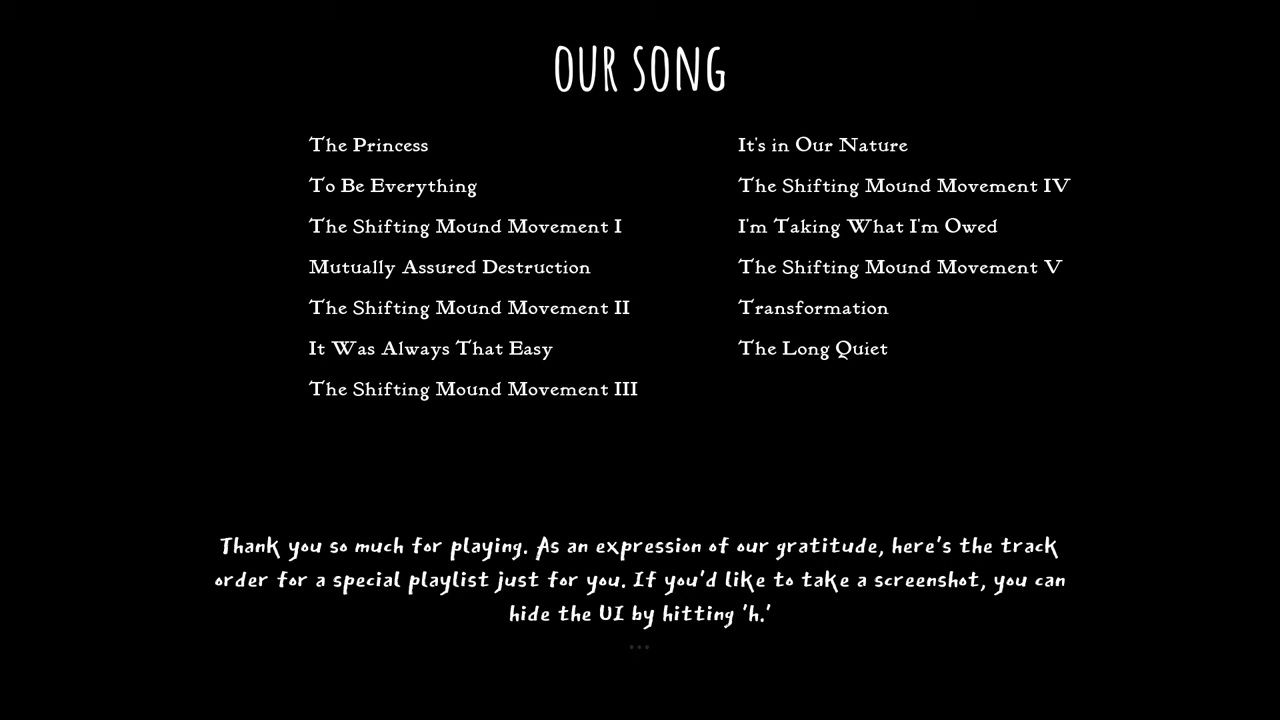 OUR SONG
The Princess
To Be Everything
The Shifting Mound Movement I
Mutually Assured Destruction
The Shifting Mound Movement II
It Was Always That Easy
The Shifting Mound Movement III
It's in Our Nature
The Shifting Mound Movement IV
I'm Taking What I'm Owed
The Shifting Mound Movement V
Transformation
The Long Quiet
Thank you so much for playing. As an expression of our gratitude, here's the track
order for a special playlist just for you. If you'd like to take a screenshot, you can
hide the UI by hitting 'h.'
...